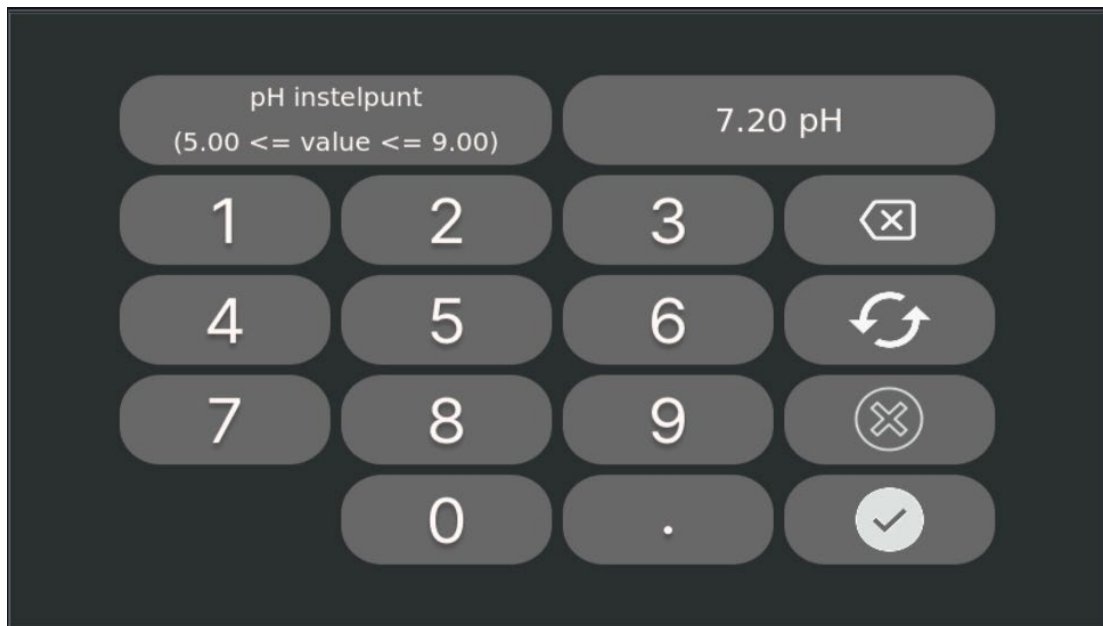 pH instelpunt
(5.00 <= value <= 9.00)
7.20 pH
1 2 3
4 5 6
7 8 9
0 .